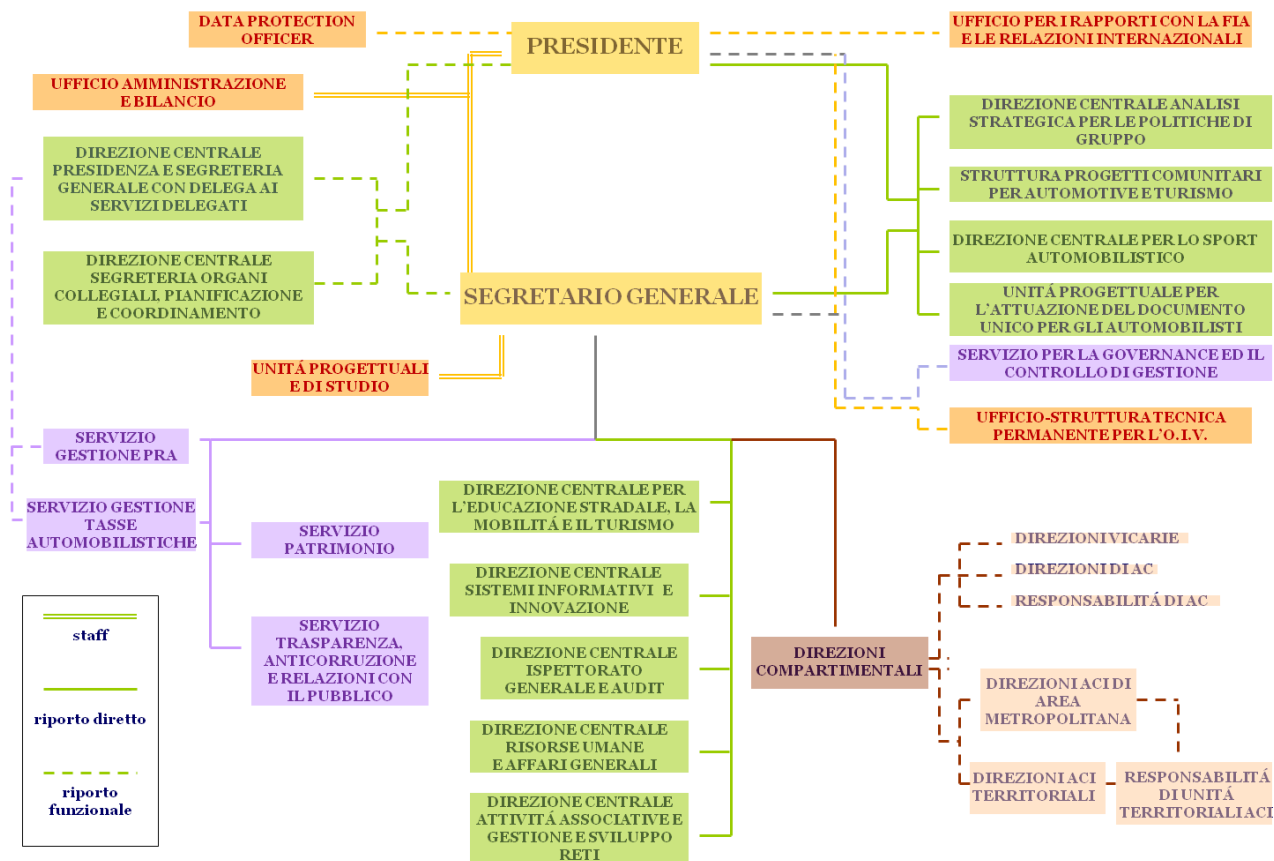 DATA PROTECTION
OFFICER
PRESIDENTE
UFFICIO PER I RAPPORTI CON LA FIA
E LE RELAZIONI INTERNAZIONALI
UFFICIO AMMINISTRAZIONE
E BILANCIO
DIREZIONE CENTRALE ANALISI
STRATEGICA PER LE POLITICHE DI
GRUPPO
DIREZIONE CENTRALE
PRESIDENZA E SEGRETERIA
GENERALE CON DELEGA AI
SERVIZI DELEGATI
STRUTTURA PROGETTI COMUNITARI
PER AUTOMOTIVE E TURISMO
DIREZIONE CENTRALE PER LO SPORT
AUTOMOBILISTICO
DIREZIONE CENTRALE
SEGRETERIA ORGANI
COLLEGIALI, PIANIFICAZIONE
E COORDINAMENTO
SEGRETARIO GENERALE
UNITÁ PROGETTUALE PER
L'ATTUAZIONE DEL DOCUMENTO
UNICO PER GLI AUTOMOBILISTI
UNITÁ PROGETTUALI
E DI STUDIO
SERVIZIO PER LA GOVERNANCE ED IL
CONTROLLO DI GESTIONE
UFFICIO-STRUTTURA TECNICA
PERMANENTE PER L'O.I.V.
SERVIZIO
GESTIONE PRA
SERVIZIO GESTIONE
TASSE
AUTOMOBILISTICHE
SERVIZIO
PATRIMONIO
SERVIZIO
TRASPARENZA,
ANTICORRUZIONE
E RELAZIONI CON
IL PUBBLICO
DIREZIONE CENTRALE PER
L'EDUCAZIONE STRADALE, LA
MOBILITÁ E IL TURISMO
DIREZIONE CENTRALE
SISTEMI INFORMATIVI E
INNOVAZIONE
DIREZIONE CENTRALE
ISPETTORATO
GENERALE E AUDIT
DIREZIONE CENTRALE
RISORSE UMANE
E AFFARI GENERALI
DIREZIONE CENTRALE
ATTIVITÁ ASSOCIATIVE E
GESTIONE E SVILUPPO
RETI
DIREZIONI
COMPARTIMENTALI
DIREZIONI VICARIE
DIREZIONI DI AC
RESPONSABILITÁ DI AC
DIREZIONI ACI DI
AREA
METROPOLITANA
DIREZIONI ACI
TERRITORIALI
RESPONSABILITÁ
DI UNITÁ
TERRITORIALI ACI
staff
riporto diretto
riporto
funzionale